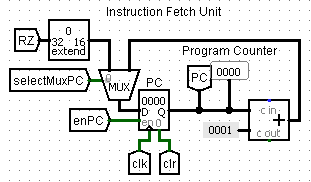 Instruction Fetch Unit
0
RZ
32 16
extend
Program Counter
selectMuxPC
0
MUX
PC
PC
0000
0000
D Q
en 0
enPC
c in
+
0001
c out
clk
clr